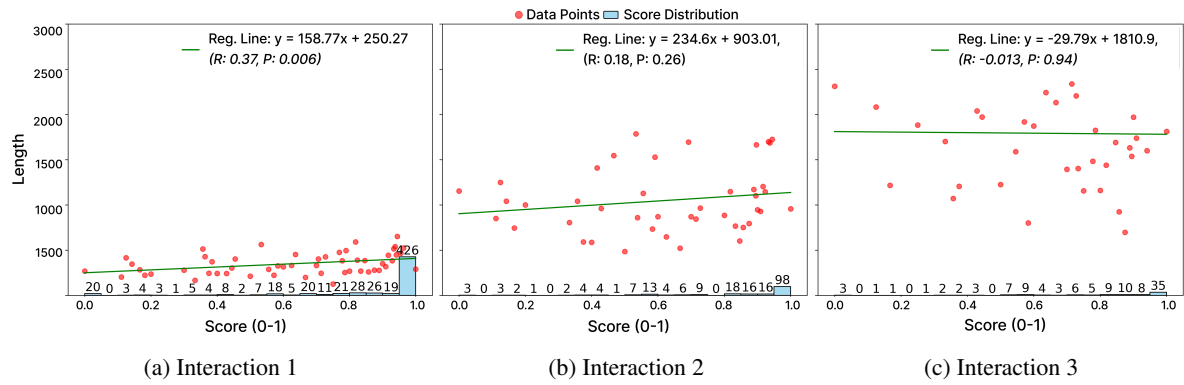 Data Points Score Distribution
3000
2500
2000
1500
1000
1500
Length
Reg. Line: y = 158.77x + 250.27
(R: 0.37, P: 0.006)
20 0 3 4 3 1 5 4 8 2 7 18 5 20 11 21 28 26 19 426
0.0 0.2 0.4 0.6 0.8 1.0
Score (0-1)
(a) Interaction 1
Reg. Line: y = 234.6x + 903.01,
(R: 0.18, P: 0.26)
3 0 3 2 1 0 2 4 4 1 7 13 4 6 9 0 18 16 16 98
0.0 0.2 0.4 0.6 0.8 1.0
Score (0-1)
(b) Interaction 2
Reg. Line: y = -29.79x + 1810.9,
(R: -0.013, P: 0.94)
3 0 1 1 0 1 2 2 3 0 7 9 4 3 6 5 9 10 8 35
0.0 0.2 0.4 0.6 0.8 1.0
Score (0-1)
(c) Interaction 3